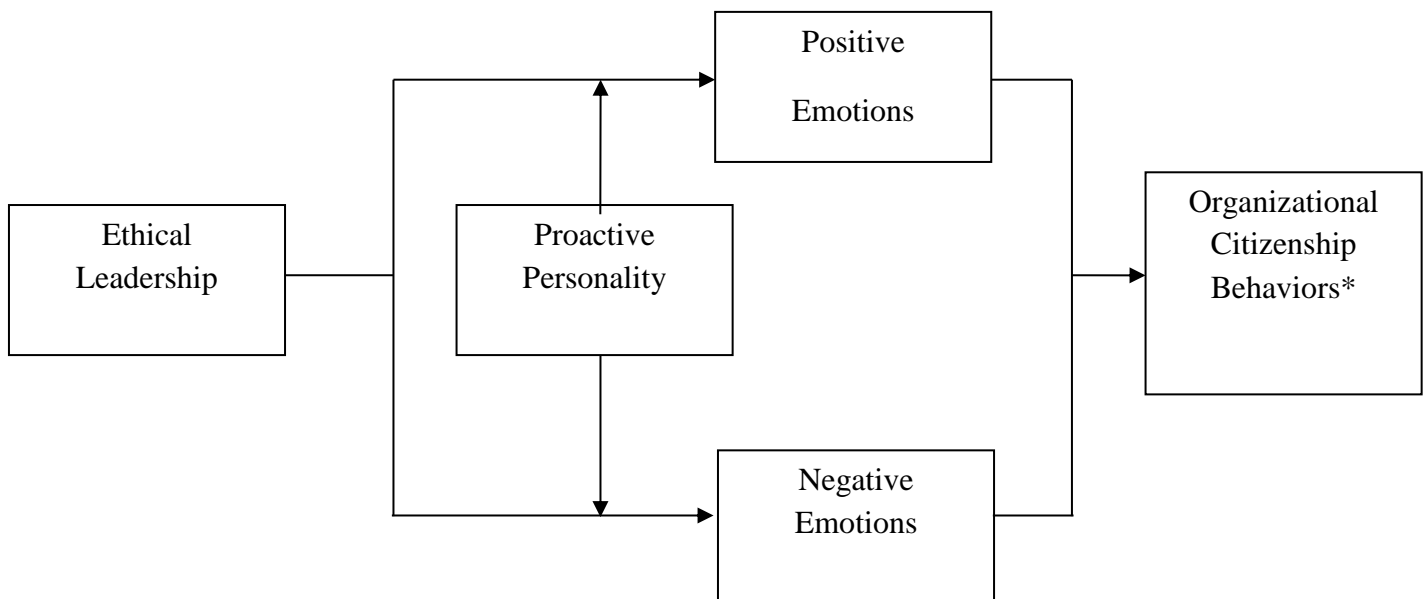 Positive
Emotions
Ethical
Leadership
Proactive
Personality
Organizational
Citizenship
Behaviors*
Negative
Emotions